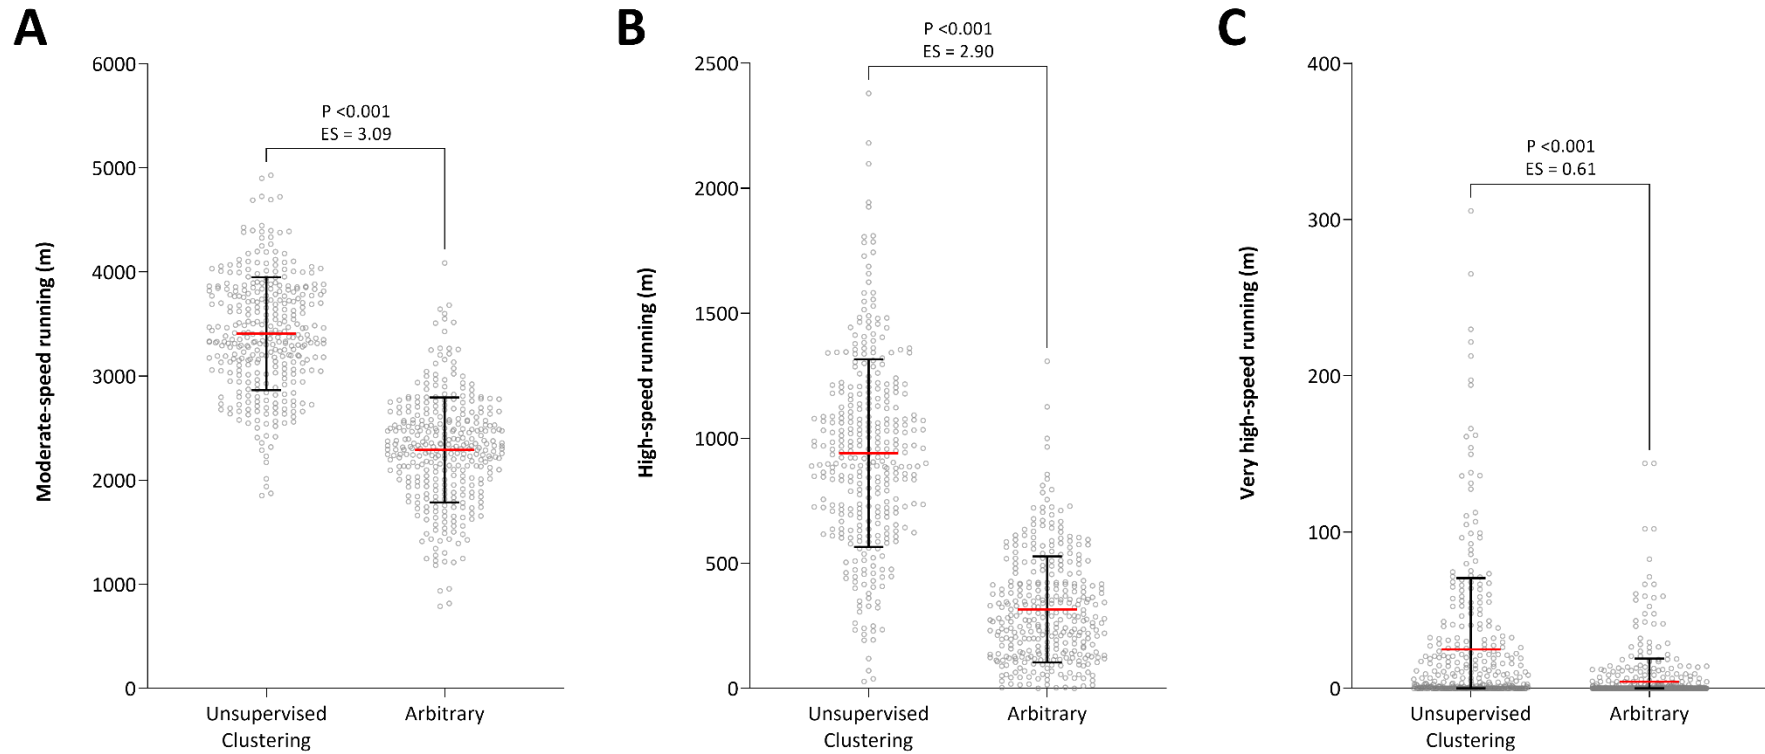 A
P <0.001
ES = 3.09
Moderate-speed running (m)
6000
5000
4000
3000
2000
1000
0
Unsupervised
Clustering
Arbitrary
B
P <0.001
ES = 2.90
High-speed running (m)
2500
2000
1500
1000
500
0
Unsupervised
Clustering
Arbitrary
C
P <0.001
ES = 0.61
Very high-speed running (m)
400
300
200
100
0
Unsupervised
Clustering
Arbitrary